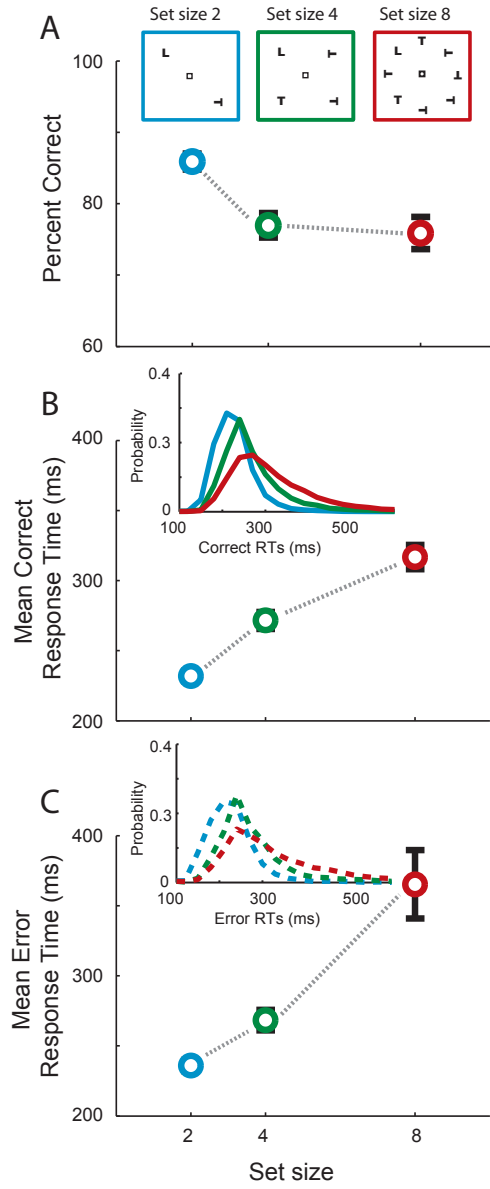 Set size 2
Set size 4
Set size 8
A
L
T
L
T
T
T
T
L
T
T
T
T
T
T
T
100
80
60
Percent Correct
B
0.4
0.3
0
Probability
100
300
500
Correct RTs (ms)
400
300
200
Mean Correct
Response Time (ms)
C
0.4
0.3
0
Probability
100
300
500
Error RTs (ms)
400
300
200
Mean Error
Response Time (ms)
2
4
8
Set size